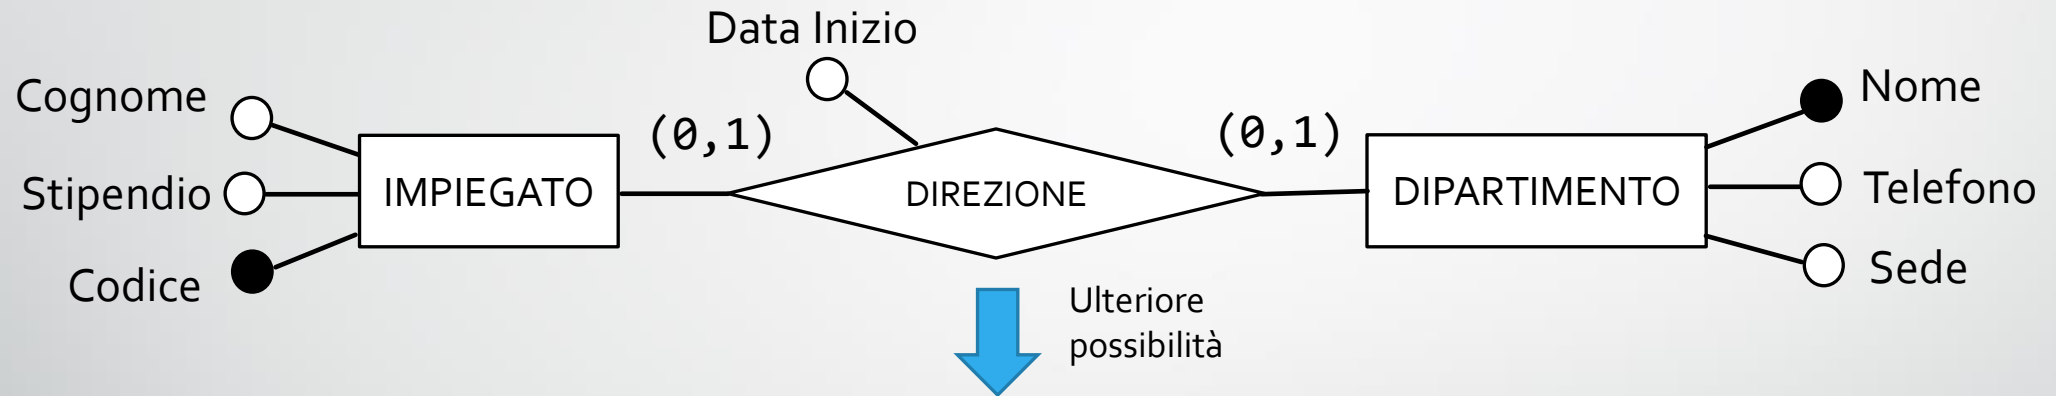 Data Inizio
Cognome
Stipendio
Codice
IMPIEGATO
(0,1)
DIREZIONE
(0,1)
DIPARTIMENTO
Nome
Telefono
Sede
Ulteriore
possibilità